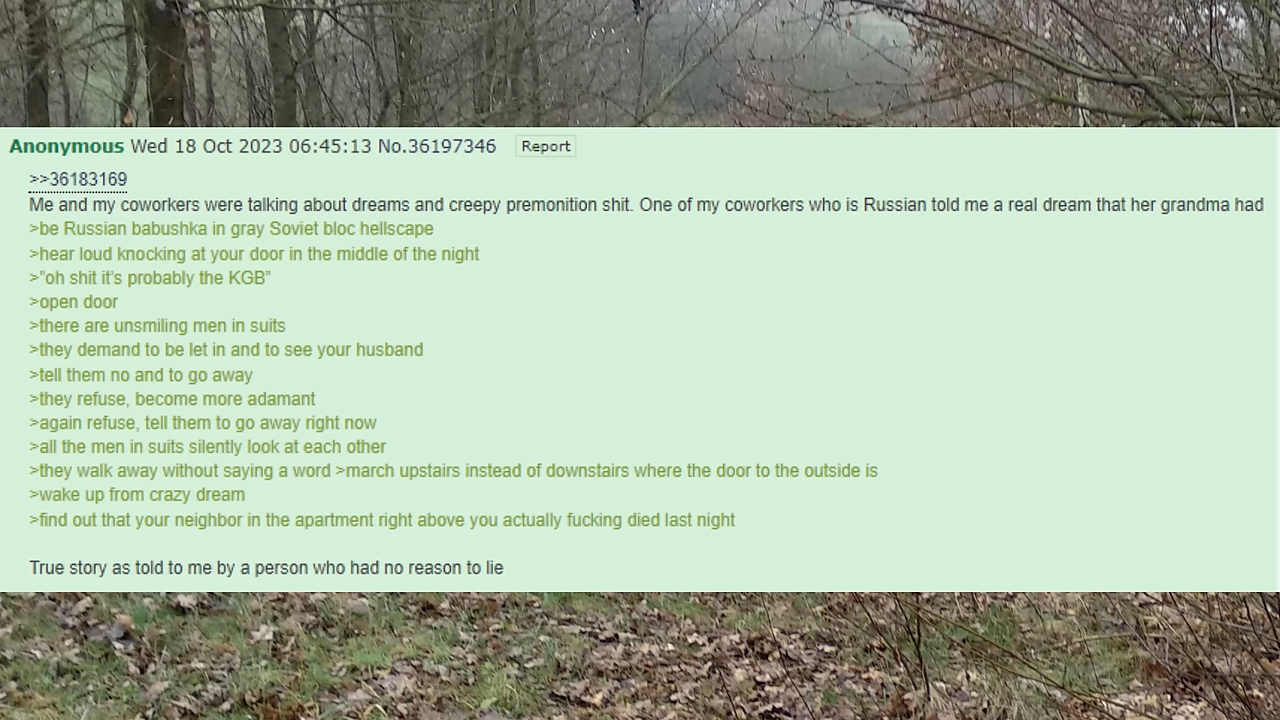 Anonymous Wed 18 Oct 2023 06:45:13 No.36197346 Report
>>36183169
Me and my coworkers were talking about dreams and creepy premonition shit. One of my coworkers who is Russian told me a real dream that her grandma had
>be Russian babushka in gray Soviet bloc hellscape
>hear loud knocking at your door in the middle of the night
>"oh shit it's probably the KGB"
>open door
>there are unsmiling men in suits
>they demand to be let in and to see your husband
>tell them no and to go away
>they refuse, become more adamant
>again refuse, tell them to go away right now
>all the men in suits silently look at each other
>they walk away without saying a word >march upstairs instead of downstairs where the door to the outside is
>wake up from crazy dream
>find out that your neighbor in the apartment right above you actually fucking died last night
True story as told to me by a person who had no reason to lie